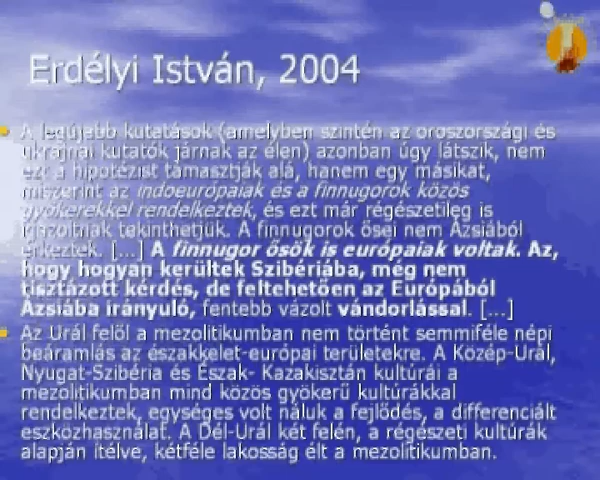 Erdélyi István, 2004
A legújabb kutatások (amelyben szintén az oroszországi és
ukrajnai kutatók járnak az élen) azonban úgy látszik, nem
ezt a hipotézist támasztják alá, hanem egy másikat,
miszerint az indoeurópaiak és a finnugorok közös
gyökerekkel rendelkeztek, és ezt már régészetileg is
igazoltnak tekinthetjük. A finnugorok ősei nem Ázsiából
érkeztek. [...] A finnugor ősök is európaiak voltak. Az,
hogy hogyan kerültek Szibériába, még nem
tisztázott kérdés, de feltehetően az Európából
Ázsiába irányuló, fentebb vázolt vándorlással. [...]
Az Urál felől a mezolitikumban nem történt semmiféle népi
beáramlás az északkelet-európai területekre. A Közép-Urál,
Nyugat-Szibéria és Észak- Kazakisztán kultúrái a
mezolitikumban mind közös gyökerű kultúrákkal
rendelkeztek, egységes volt náluk a fejlődés, a differenciált
eszközhasználat. A Dél-Urál két felén, a régészeti kultúrák
alapján ítélve, kétféle lakosság élt a mezolitikumban.